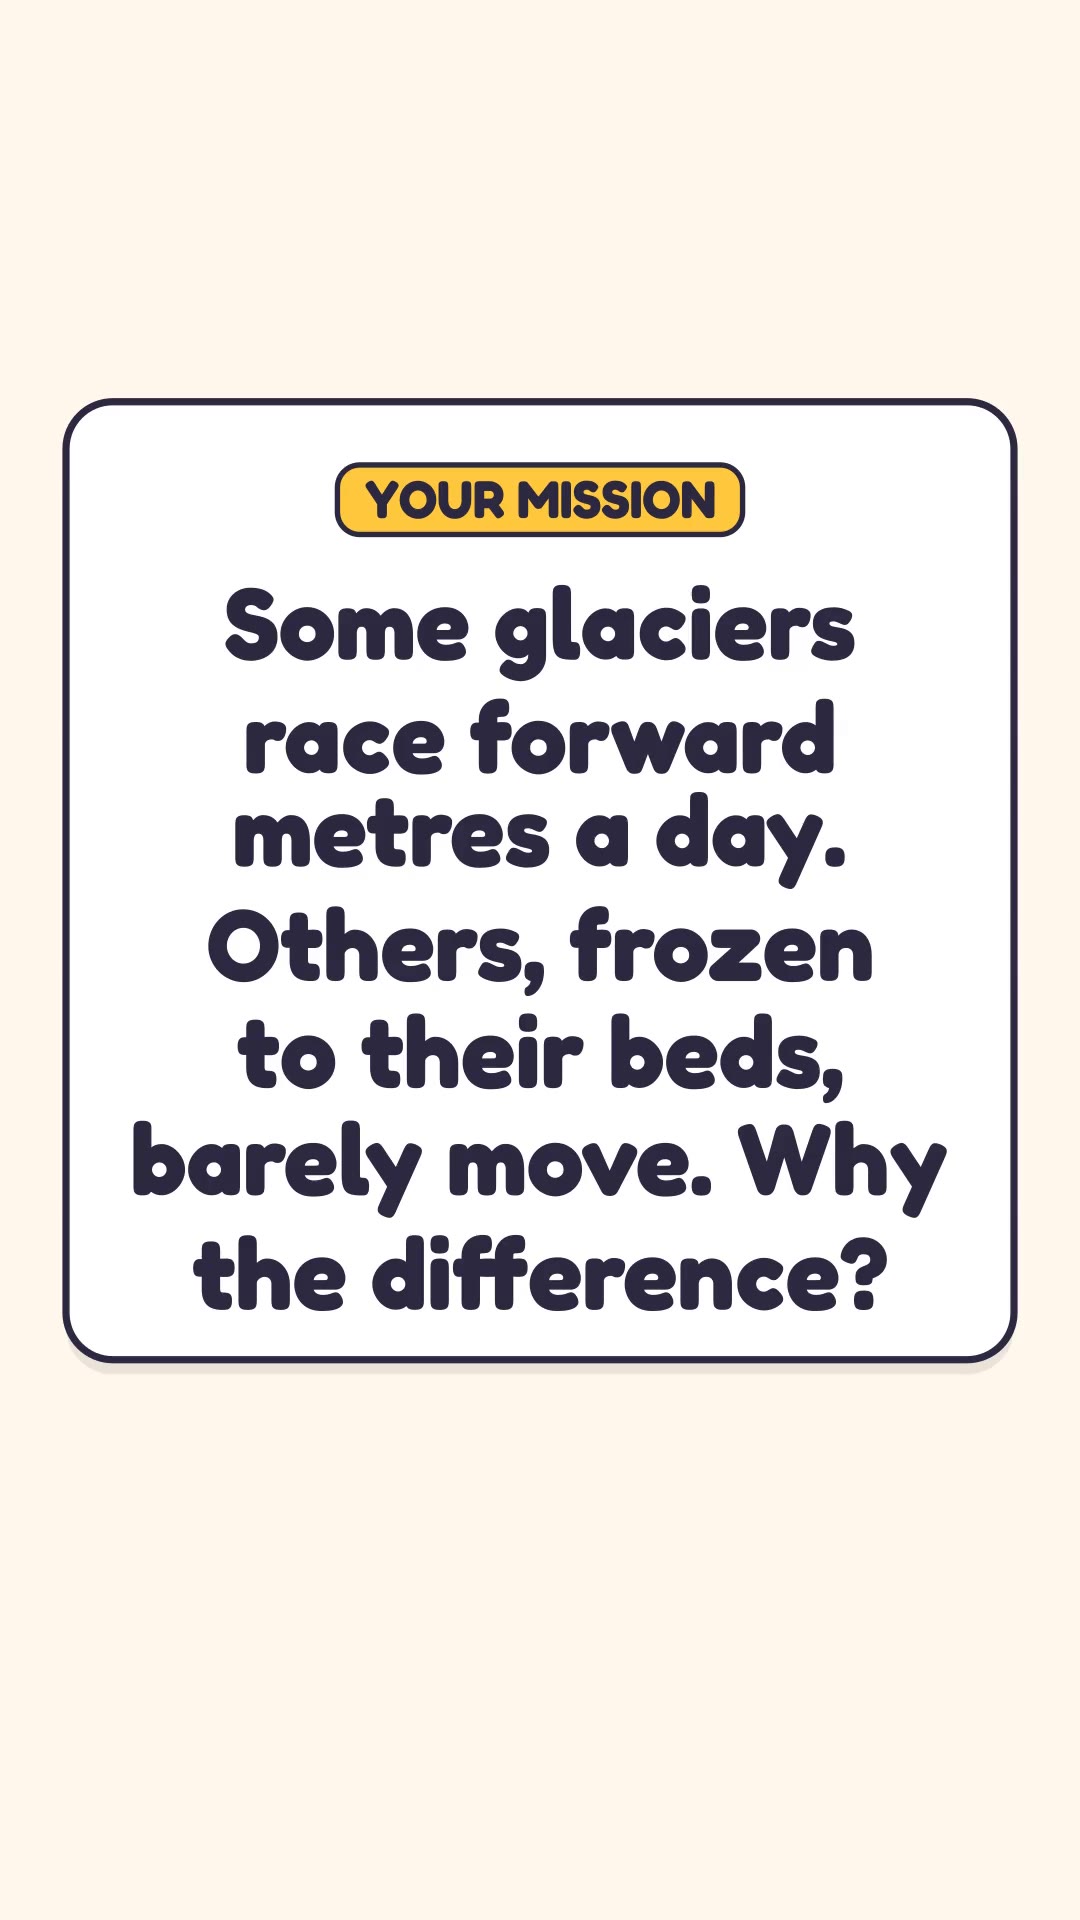 YOUR MISSION
Some glaciers
race forward
metres a day.
Others, frozen
to their beds,
barely move. Why
the difference?